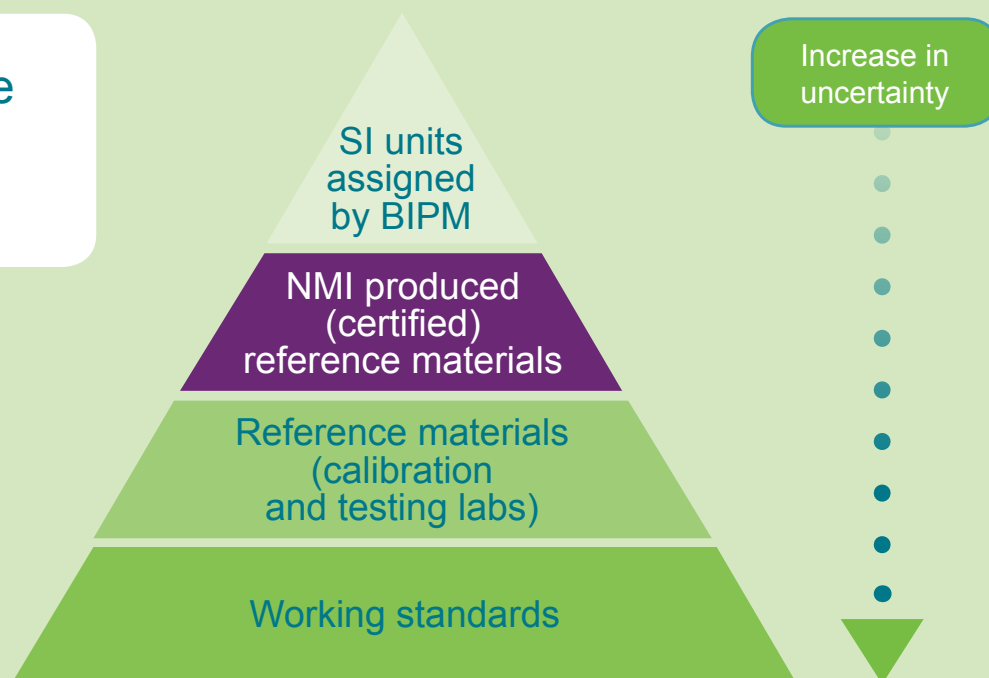 Increase in
uncertainty
SI units
assigned
by BIPM
NMI produced
(certified)
reference materials
Reference materials
(calibration
and testing labs)
Working standards